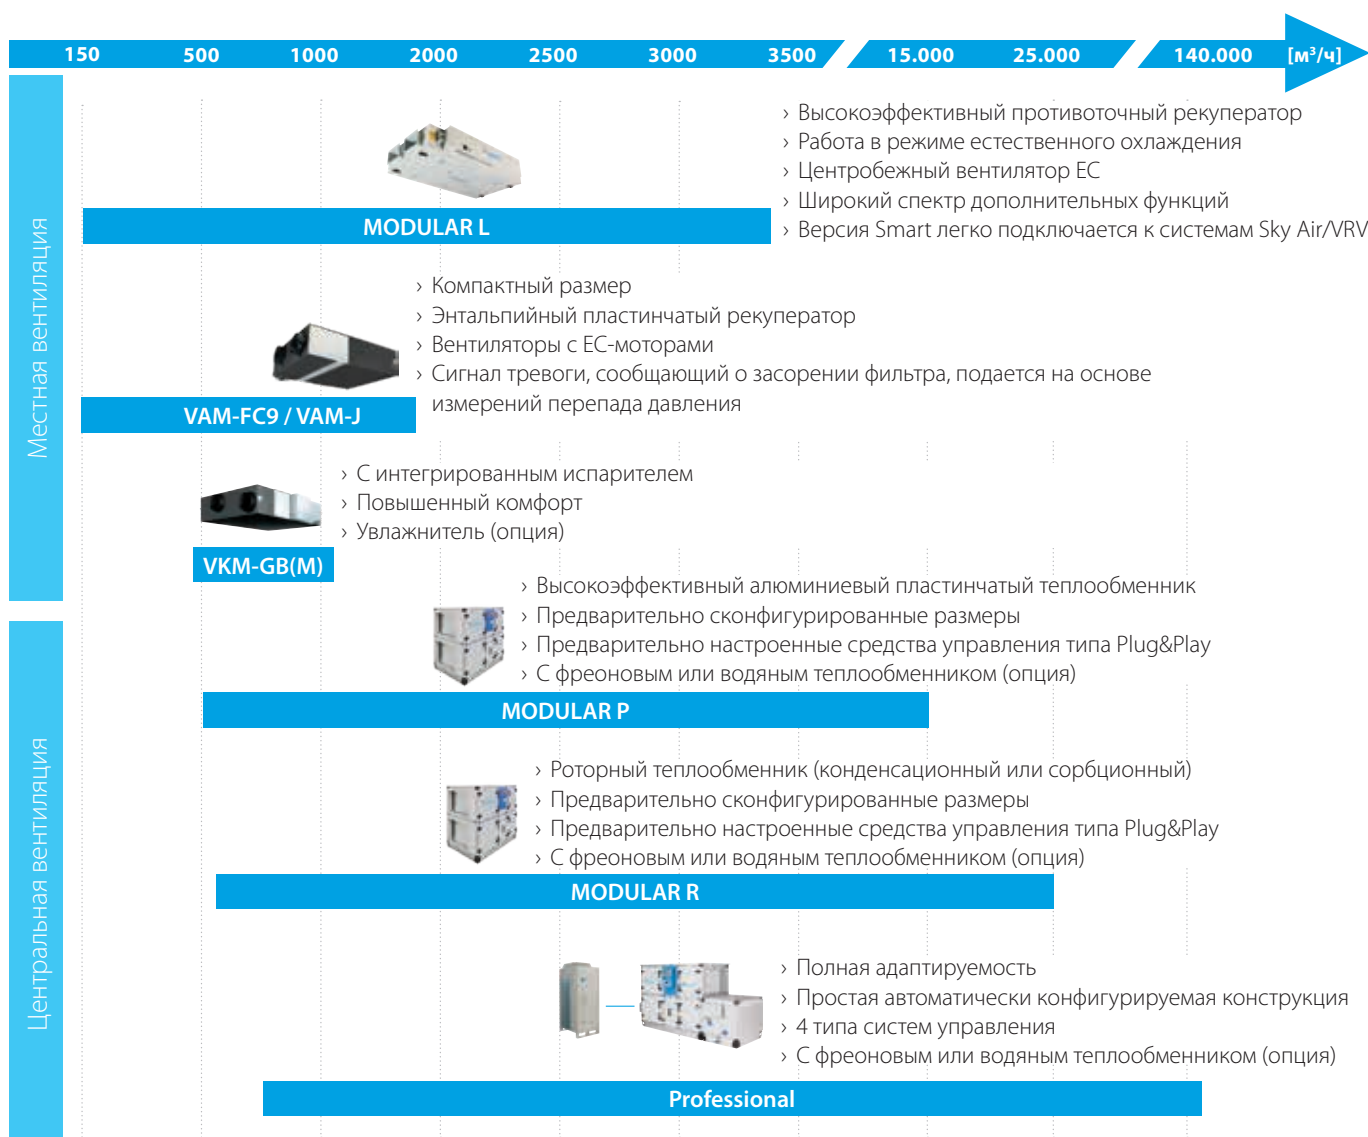 150 500 1000 2000 2500 3000 3500 15.000 25.000 140.000 [м³/ч]
Местная вентиляция
› Высокоэффективный противоточный рекуператор
› Работа в режиме естественного охлаждения
› Центробежный вентилятор ЕС
› Широкий спектр дополнительных функций
› Версия Smart легко подключается к системам Sky Air/VRV
MODULAR L
› Компактный размер
› Энтальпийный пластинчатый рекуператор
› Вентиляторы с ЕС-моторами
› Сигнал тревоги, сообщающий о засорении фильтра, подается на основе
измерений перепада давления
VAM-FC9 / VAM-J
› С интегрированным испарителем
› Повышенный комфорт
› Увлажнитель (опция)
VKM-GB(M)
Центральная вентиляция
› Высокоэффективный алюминиевый пластинчатый теплообменник
› Предварительно сконфигурированные размеры
› Предварительно настроенные средства управления типа Plug&Play
› С фреоновым или водяным теплообменником (опция)
MODULAR P
› Роторный теплообменник (конденсационный или сорбционный)
› Предварительно сконфигурированные размеры
› Предварительно настроенные средства управления типа Plug&Play
› С фреоновым или водяным теплообменником (опция)
MODULAR R
› Полная адаптируемость
› Простая автоматически конфигурируемая конструкция
› 4 типа систем управления
› С фреоновым или водяным теплообменником (опция)
Professional